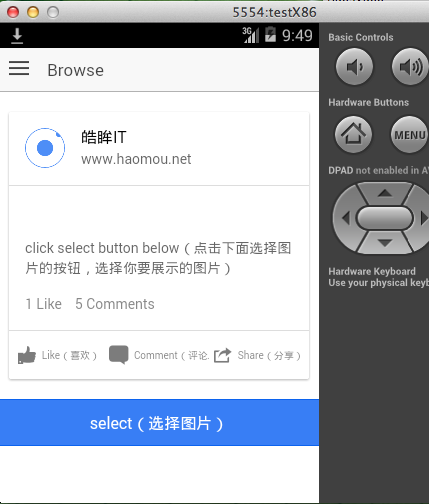 5554:testX86
3G 9:49
Browse
皓眸IT
www.haomou.net
click select button below（点击下面选择图
片的按钮，选择你要展示的图片）
1 Like 5 Comments
Like（喜欢） Comment（评论. Share（分享）
select（选择图片）
Basic Controls
Hardware Buttons
MENU
DPAD not enabled in A
Hardware Keyboard
Use your physical keyb